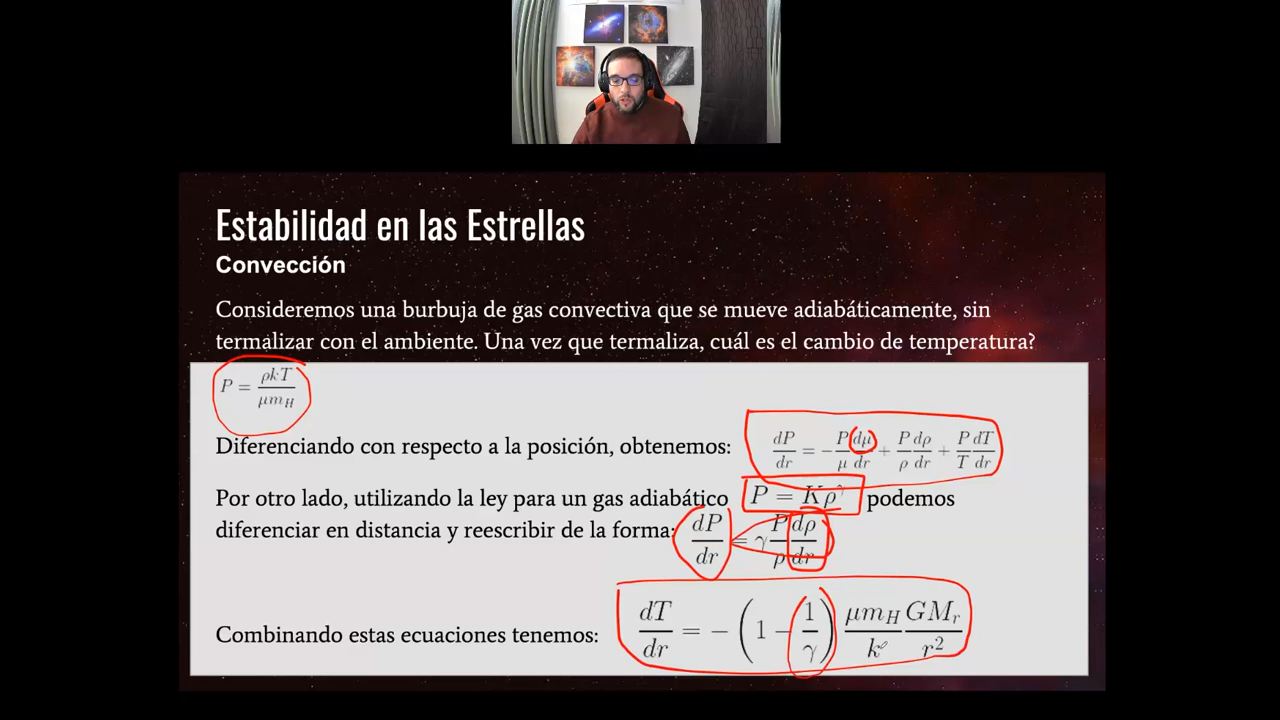 Estabilidad en las Estrellas
Convección
Consideremos una burbuja de gas convectiva que se mueve adiabáticamente, sin
termalizar con el ambiente. Una vez que termaliza, cuál es el cambio de temperatura?
P = ρkT / μm_H
Diferenciando con respecto a la posición, obtenemos: dP/dr = −P/μ dμ/dr + P/ρ dρ/dr + P/T dT/dr
Por otro lado, utilizando la ley para un gas adiabático P = Kρ^γ podemos
diferenciar en distancia y reescribir de la forma: dP/dr = γ P/ρ dρ/dr
Combinando estas ecuaciones tenemos: dT/dr = −(1 − 1/γ) μm_H/k GM_r/r²